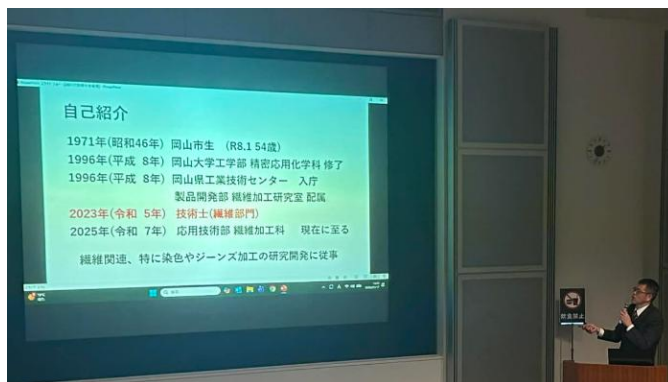 自己紹介
1971年(昭和46年) 岡山市生 (R8.1 54歳)
1996年(平成 8年) 岡山大学工学部 精密応用化学科 修了
1996年(平成 8年) 岡山県工業技術センター 入庁
製品開発部 繊維加工研究室 配属
2023年(令和 5年) 技術士(繊維部門)
2025年(令和 7年) 応用技術部 繊維加工科 現在に至る
繊維関連、特に染色やジーンズ加工の研究開発に従事
飲食禁止